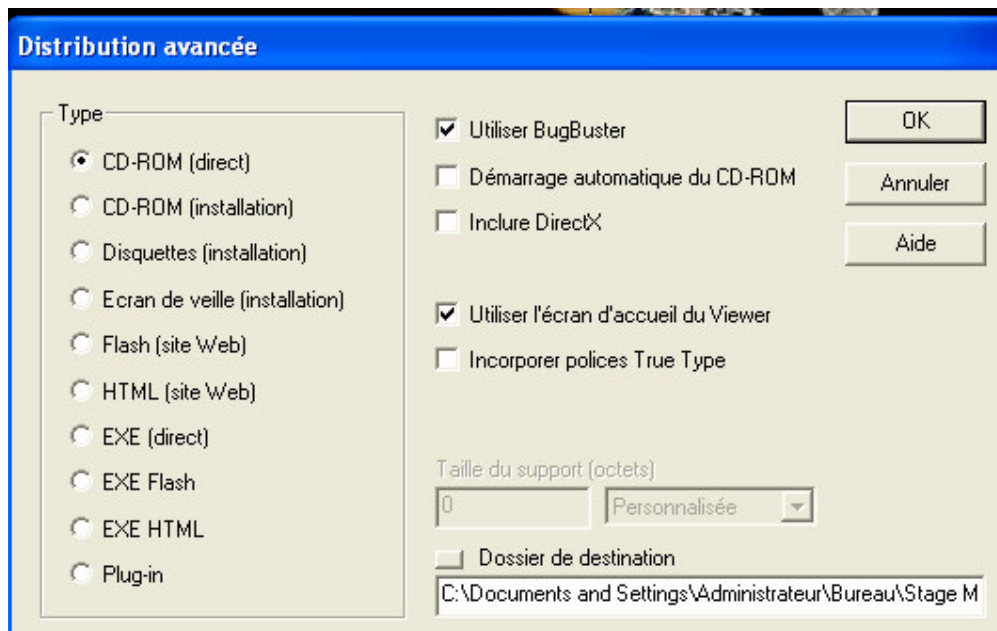 Distribution avancée
Type
CD-ROM (direct)
CD-ROM (installation)
Disquettes (installation)
Ecran de veille (installation)
Flash (site Web)
HTML (site Web)
EXE (direct)
EXE Flash
EXE HTML
Plug-in
Utiliser BugBuster
Démarrage automatique du CD-ROM
Inclure DirectX
Utiliser l'écran d'accueil du Viewer
Incorporer polices True Type
Taille du support (octets)
0
Personnalisée
Dossier de destination
C:\Documents and Settings\Administrateur\Bureau\Stage M
OK
Annuler
Aide